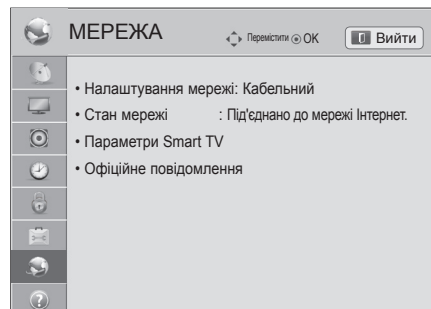 МЕРЕЖА Перемістити OK Вийти
• Налаштування мережі: Кабельний
• Стан мережі : Під'єднано до мережі Інтернет.
• Параметри Smart TV
• Офіційне повідомлення